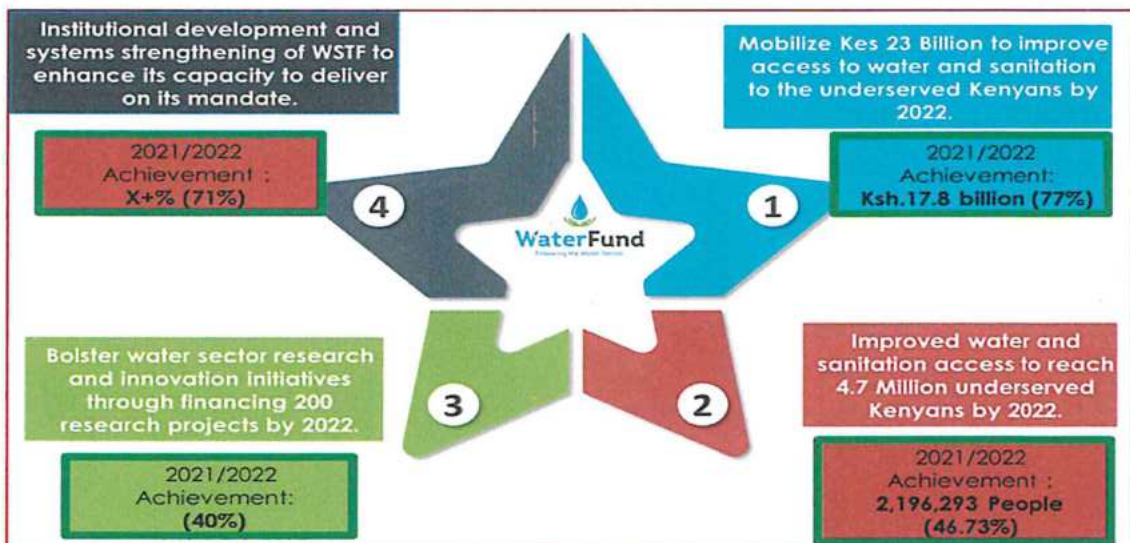 Institutional development and
systems strengthening of WSTF to
enhance its capacity to deliver
on its mandate.
2021/2022
Achievement :
X+% (71%)
4
Mobilize Kes 23 Billion to improve
access to water and sanitation
to the underserved Kenyans by
2022.
2021/2022
Achievement:
Ksh.17.8 billion (77%)
1
WaterFund
Bolster water sector research
and innovation initiatives
through financing 200
research projects by 2022.
2021/2022
Achievement:
(40%)
3
Improved water and
sanitation access to reach
4.7 Million underserved
Kenyans by 2022.
2021/2022
Achievement :
2,196,293 People
(46.73%)
2